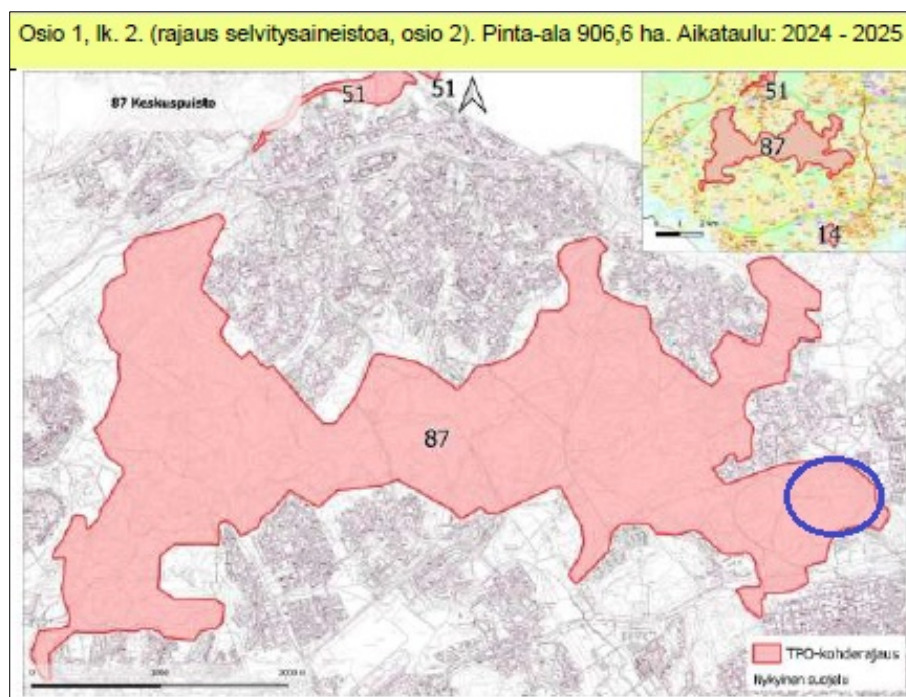 Osio 1, lk. 2. (rajaus selvitysaineistoa, osio 2). Pinta-ala 906,6 ha. Aikataulu: 2024 - 2025
87 Keskuspuisto
51
51
51
87
14
87
0
TPO-kohderajaus
Nykyinen suojelu